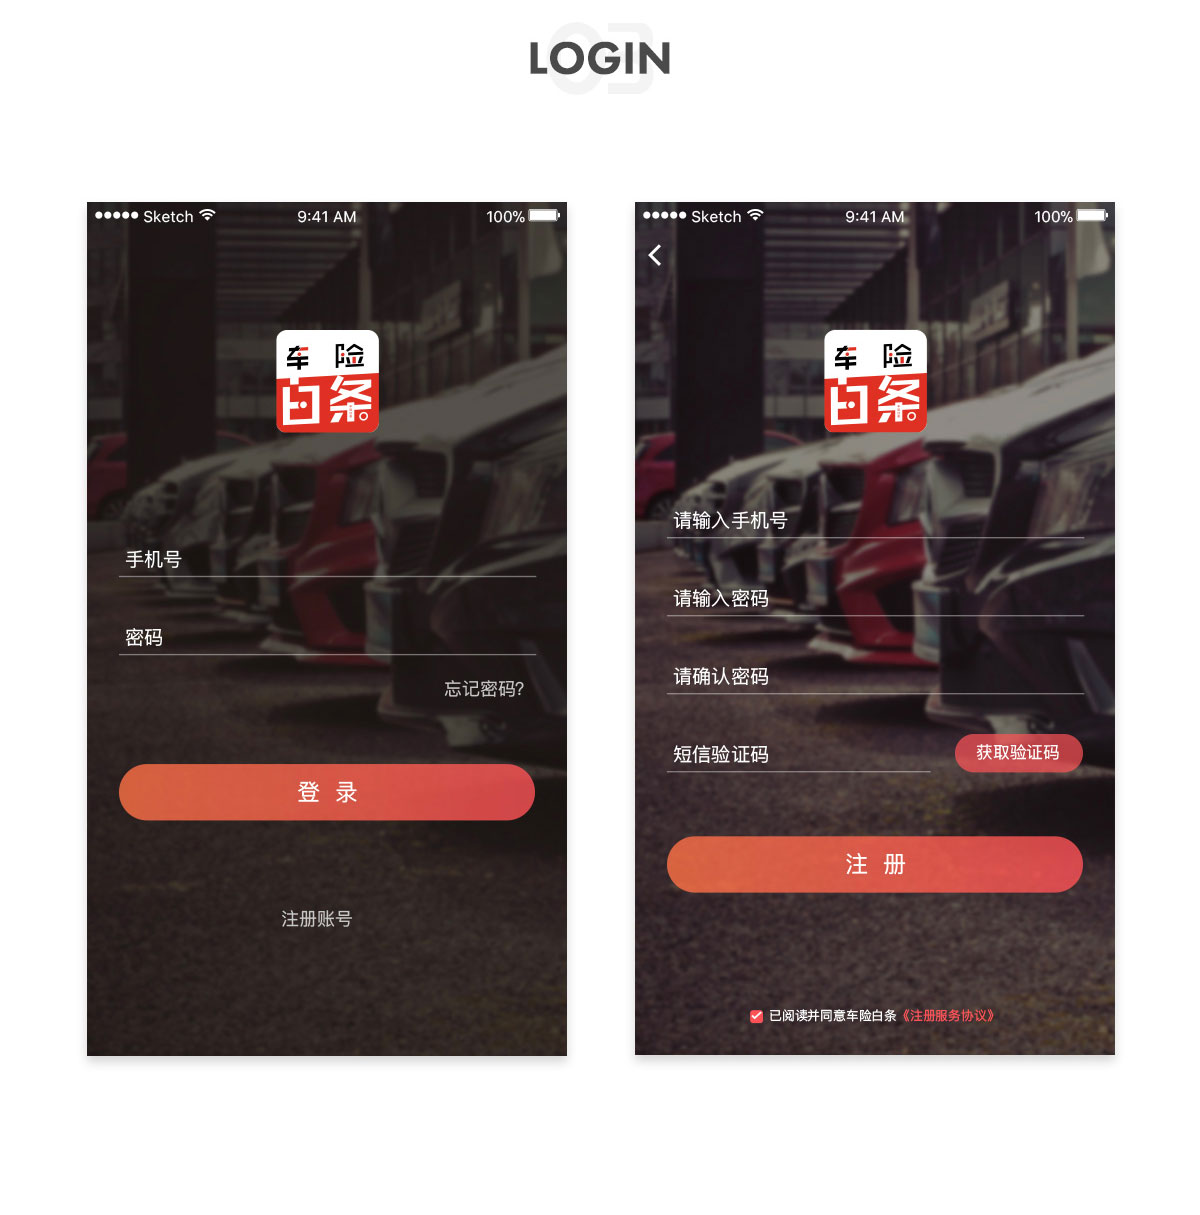 LOGIN
Sketch 9:41 AM 100%
车险
白条
手机号
密码
忘记密码?
登 录
注册账号
Sketch 9:41 AM 100%
车险
白条
请输入手机号
请输入密码
请确认密码
短信验证码 获取验证码
注 册
已阅读并同意车险白条《注册服务协议》